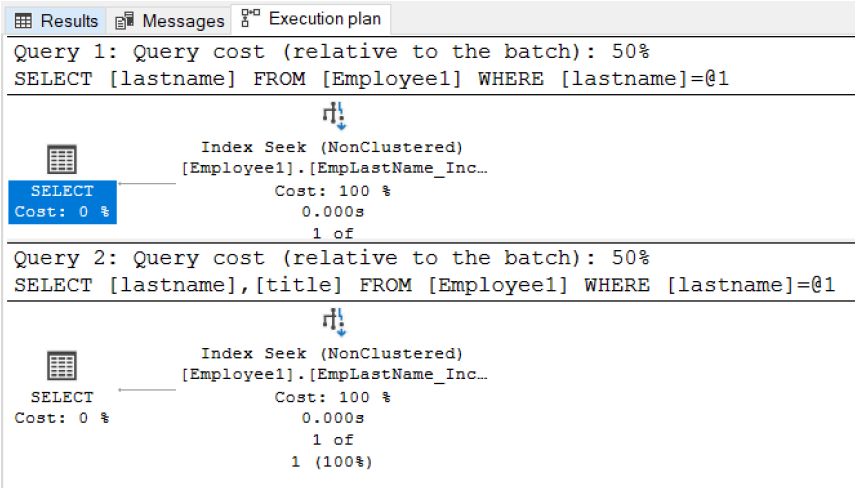 Results Messages Execution plan
Query 1: Query cost (relative to the batch): 50%
SELECT [lastname] FROM [Employee1] WHERE [lastname]=@1
Index Seek (NonClustered)
[Employee1].[EmpLastName_Inc…
SELECT
Cost: 0 %
Cost: 100 %
0.000s
1 of
Query 2: Query cost (relative to the batch): 50%
SELECT [lastname],[title] FROM [Employee1] WHERE [lastname]=@1
Index Seek (NonClustered)
[Employee1].[EmpLastName_Inc…
SELECT
Cost: 0 %
Cost: 100 %
0.000s
1 of
1 (100%)